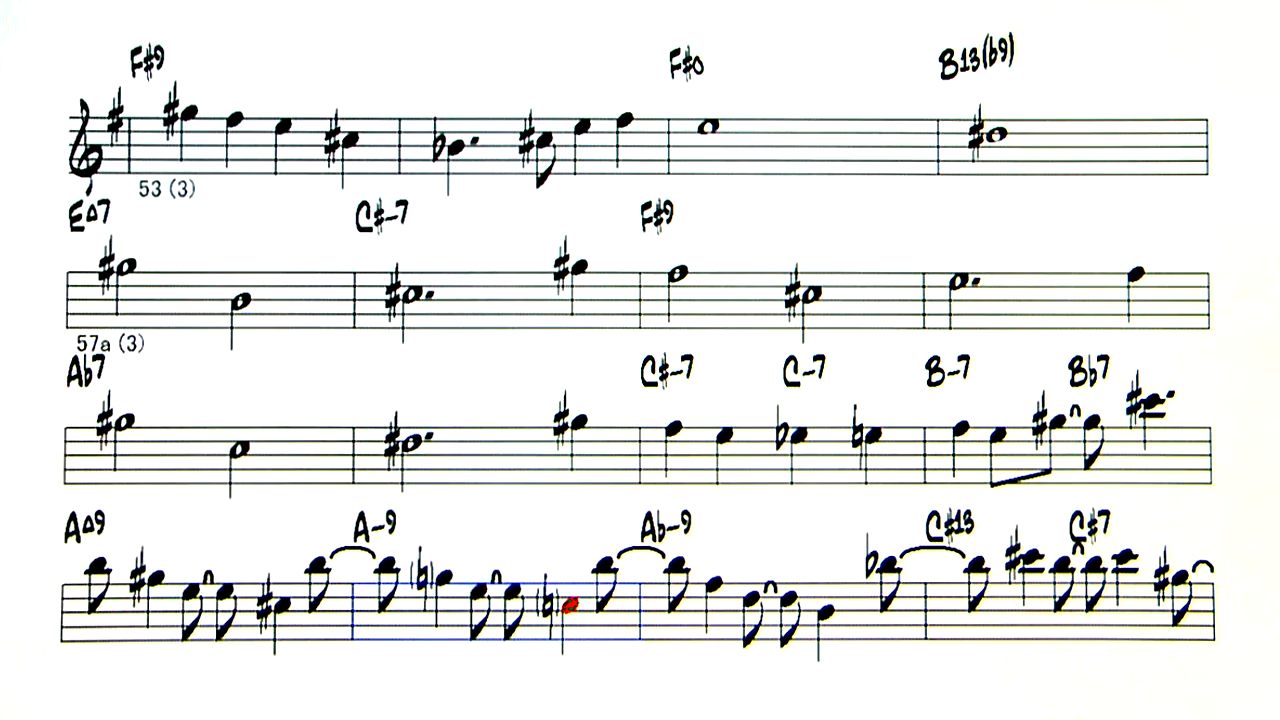 F#9 F#o B13(b9)
53 (3)
E∆7 C#-7 F#9
57a (3)
Ab7 C#-7 C-7 B-7 Bb7
A∆9 A-9 Ab-9 C#13 C#7